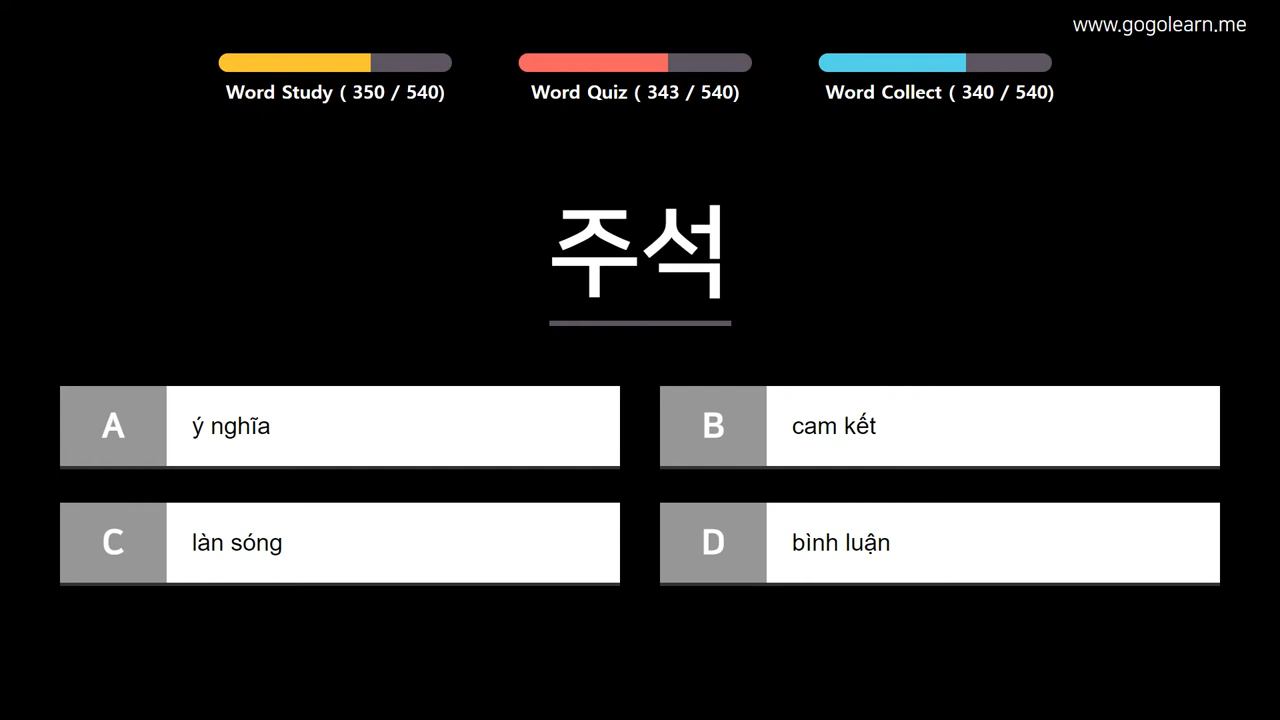 www.gogolearn.me
Word Study ( 350 / 540)
Word Quiz ( 343 / 540)
Word Collect ( 340 / 540)
주석
A ý nghĩa
B cam kết
C làn sóng
D bình luận